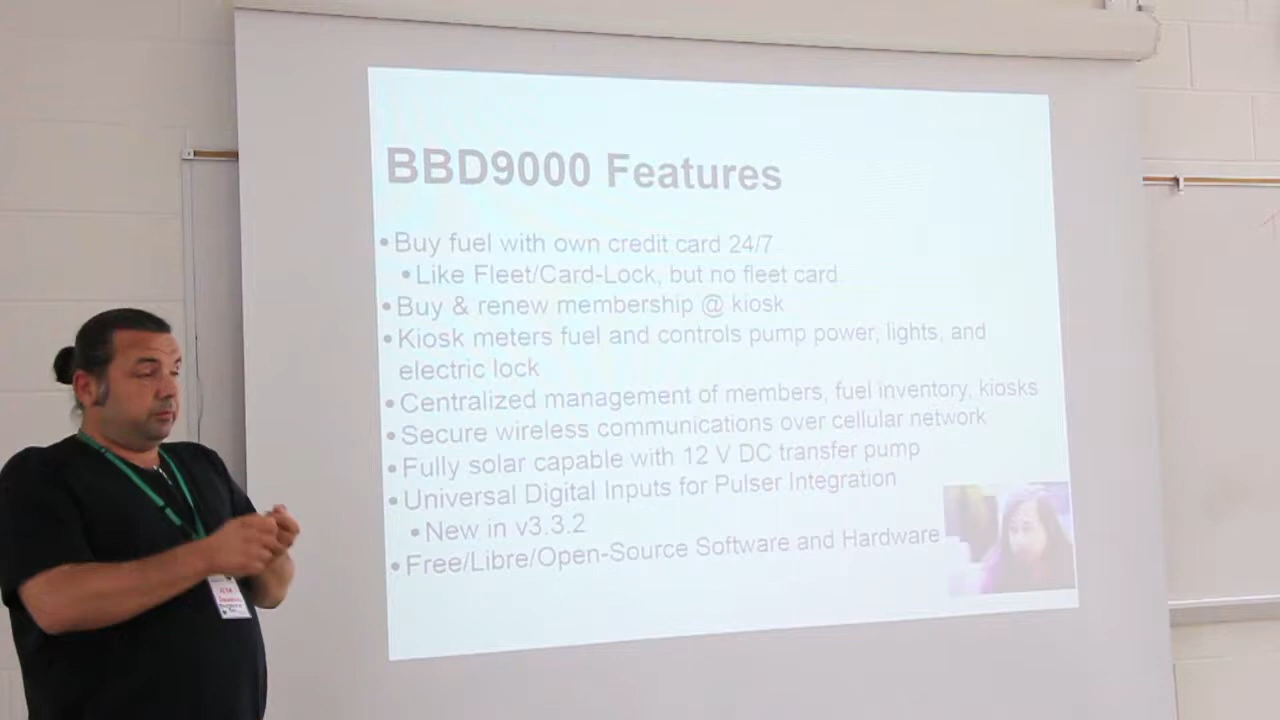 BBD9000 Features
• Buy fuel with own credit card 24/7
• Like Fleet/Card-Lock, but no fleet card.
• Buy & renew membership @ kiosk
• Kiosk meters fuel and controls pump power, lights, and
electric lock
• Centralized management of members, fuel inventory, kiosks
• Secure wireless communications over cellular network
• Fully solar capable with 12 V DC transfer pump
• Universal Digital Inputs for Pulser Integration
• New in v3.3.2
• Free/Libre/Open-Source Software and Hardware